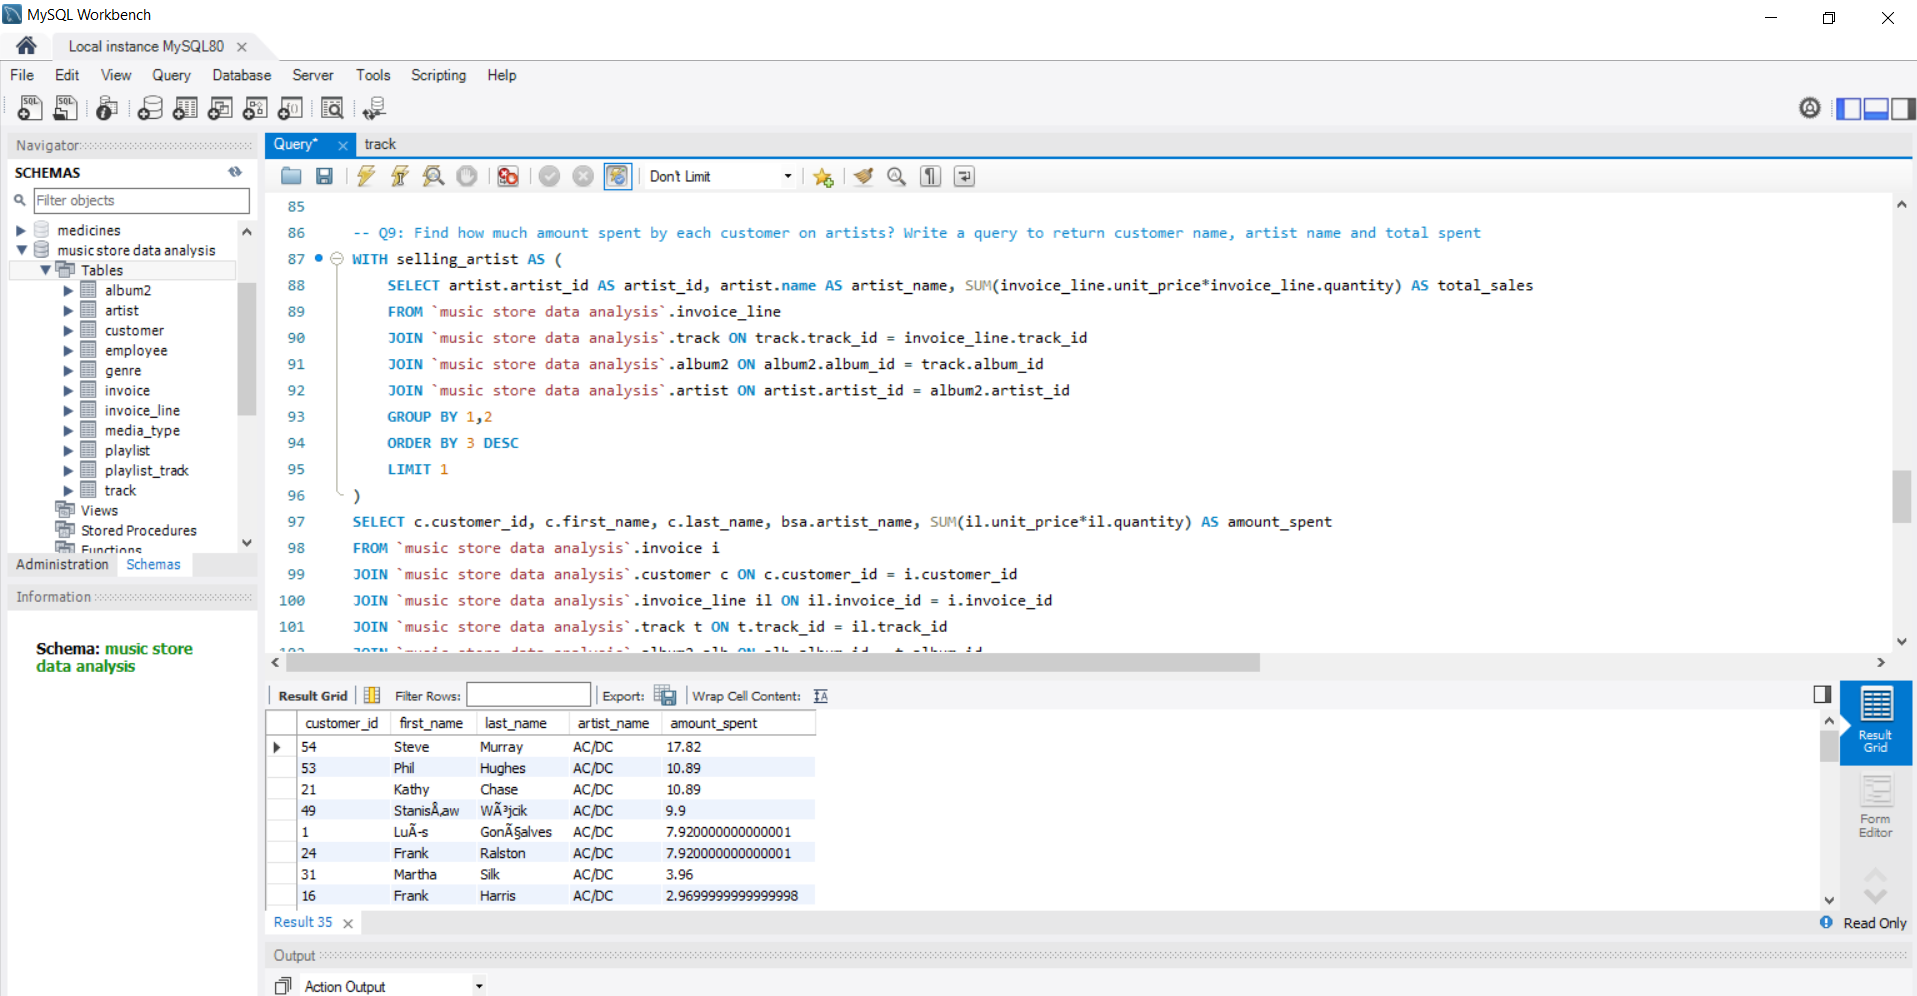 MySQL Workbench
Local instance MySQL80
File Edit View Query Database Server Tools Scripting Help
Navigator
SCHEMAS
Filter objects
medicines
music store data analysis
Tables
album2
artist
customer
employee
genre
invoice
invoice_line
media_type
playlist
playlist_track
track
Views
Stored Procedures
Functions
Administration Schemas
Information
Schema: music store
data analysis
Query* track
Don't Limit
85
86 -- Q9: Find how much amount spent by each customer on artists? Write a query to return customer name, artist name and total spent
87 WITH selling_artist AS (
88 SELECT artist.artist_id AS artist_id, artist.name AS artist_name, SUM(invoice_line.unit_price*invoice_line.quantity) AS total_sales
89 FROM `music store data analysis`.invoice_line
90 JOIN `music store data analysis`.track ON track.track_id = invoice_line.track_id
91 JOIN `music store data analysis`.album2 ON album2.album_id = track.album_id
92 JOIN `music store data analysis`.artist ON artist.artist_id = album2.artist_id
93 GROUP BY 1,2
94 ORDER BY 3 DESC
95 LIMIT 1
96 )
97 SELECT c.customer_id, c.first_name, c.last_name, bsa.artist_name, SUM(il.unit_price*il.quantity) AS amount_spent
98 FROM `music store data analysis`.invoice i
99 JOIN `music store data analysis`.customer c ON c.customer_id = i.customer_id
100 JOIN `music store data analysis`.invoice_line il ON il.invoice_id = i.invoice_id
101 JOIN `music store data analysis`.track t ON t.track_id = il.track_id
102 JOIN `music store data analysis`.album2 alb ON alb.album_id = t.album_id
Result Grid Filter Rows: Export: Wrap Cell Content:
customer_id first_name last_name artist_name amount_spent
54 Steve Murray AC/DC 17.82
53 Phil Hughes AC/DC 10.89
21 Kathy Chase AC/DC 10.89
49 StanisÅ‚aw WÃ³jcik AC/DC 9.9
1 LuÃ-s GonÃ§alves AC/DC 7.920000000000001
24 Frank Ralston AC/DC 7.920000000000001
31 Martha Silk AC/DC 3.96
16 Frank Harris AC/DC 2.9699999999999998
Result
Grid
Form
Editor
Result 35
Read Only
Output
Action Output